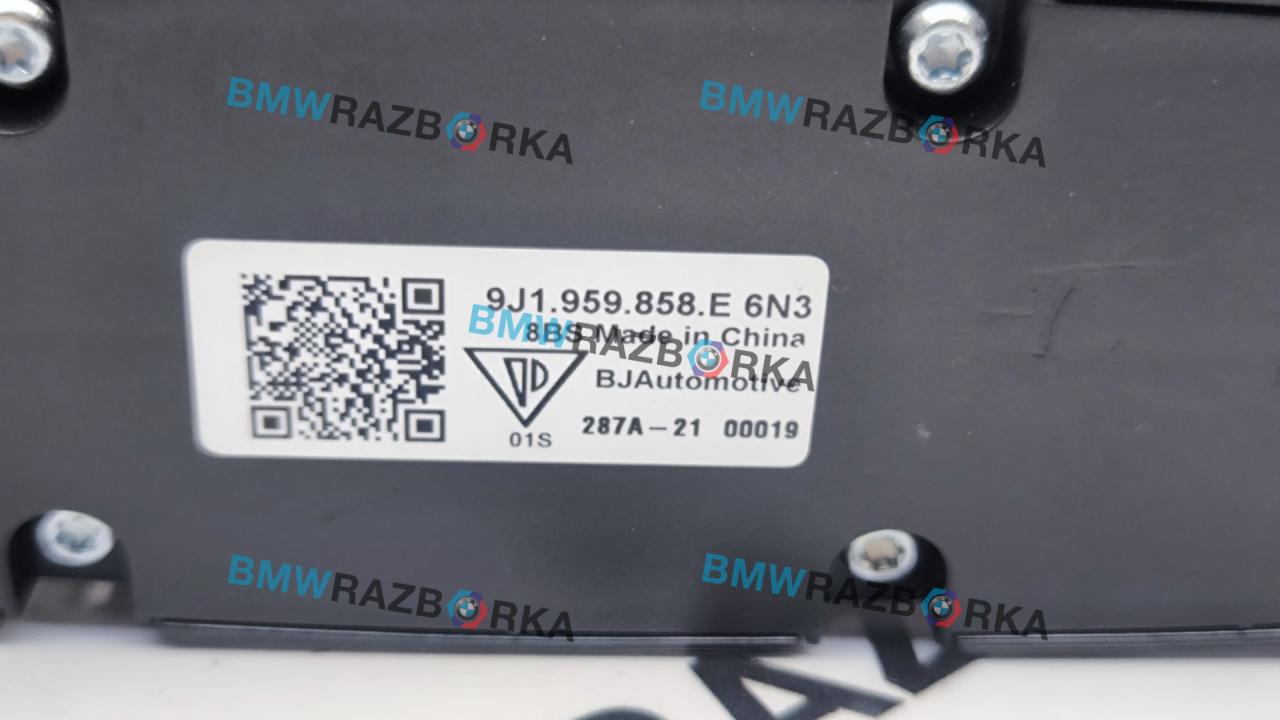 BMWRAZBORKA BMWRAZBORKA
9J1.959.858.E 6N3
8BS Made in China
BMWRAZBORKA
BJAutomotive
287A-21 00019
01S
BMWRAZBORKA BMWRAZBORKA